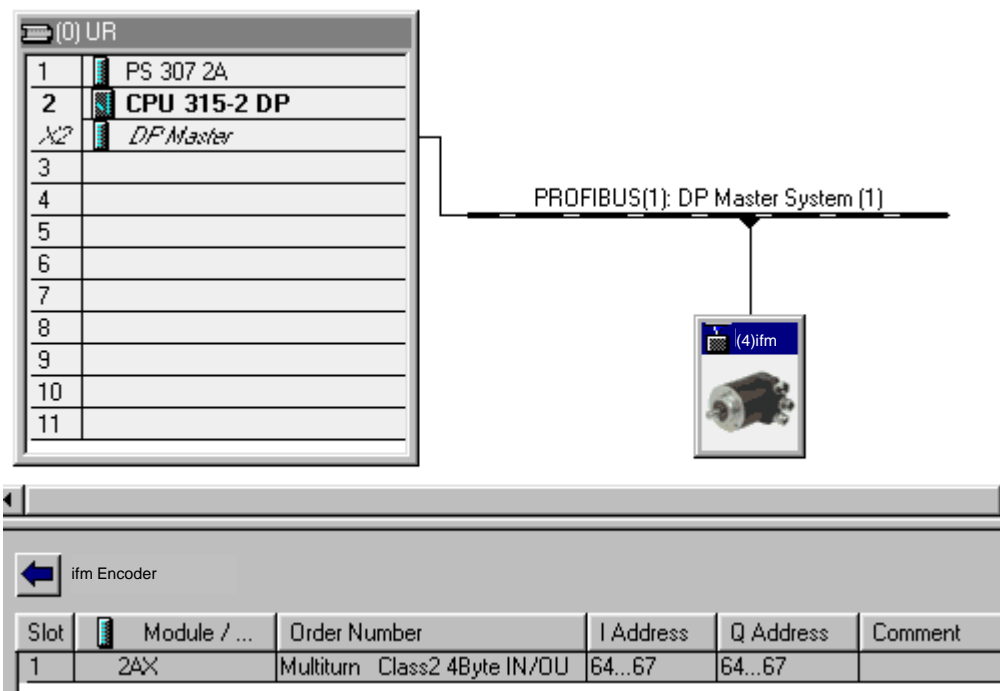 (0) UR
1 PS 307 2A
2 CPU 315-2 DP
X2 DP Master
3
4
5
6
7
8
9
10
11
PROFIBUS(1): DP Master System (1)
(4)ifm
ifm Encoder
Slot Module / ... Order Number I Address Q Address Comment
1 2AX Multiturn Class2 4Byte IN/OU 64...67 64...67